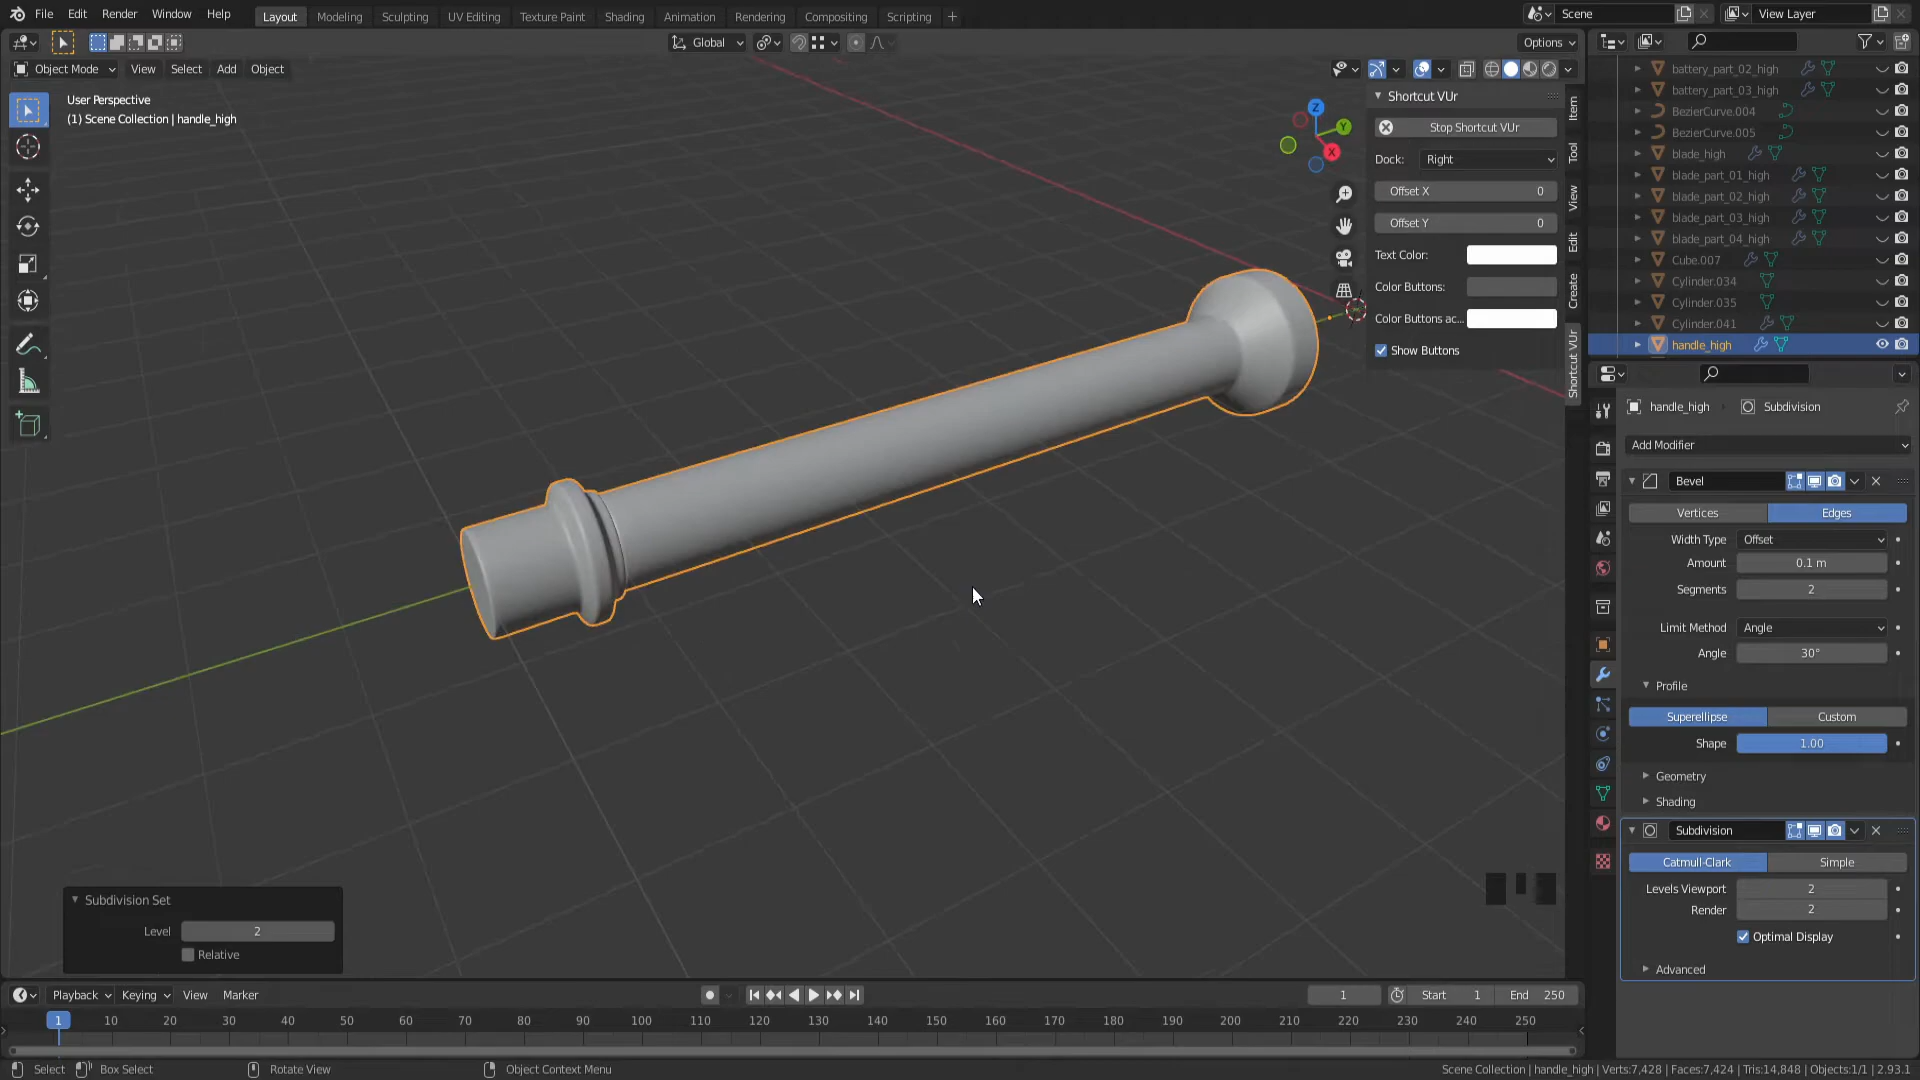 File Edit Render Window Help
Layout Modeling Sculpting UV Editing Texture Paint Shading Animation Rendering Compositing Scripting +
Scene
View Layer
Global
Options
Object Mode View Select Add Object
User Perspective
(1) Scene Collection | handle_high
Z
Y
X
Shortcut VUr
Stop Shortcut VUr
Dock: Right
Offset X 0
Offset Y 0
Text Color:
Color Buttons:
Color Buttons ac...
Show Buttons
Item
Tool
View
Edit
Create
Shortcut VUr
battery_part_02_high
battery_part_03_high
BezierCurve.004
BezierCurve.005
blade_high
blade_part_01_high
blade_part_02_high
blade_part_03_high
blade_part_04_high
Cube.007
Cylinder.034
Cylinder.035
Cylinder.041
handle_high
handle_high Subdivision
Add Modifier
Bevel
Vertices Edges
Width Type Offset
Amount 0.1 m
Segments 2
Limit Method Angle
Angle 30°
Profile
Superellipse Custom
Shape 1.00
Geometry
Shading
Subdivision
Catmull-Clark Simple
Levels Viewport 2
Render 2
Optimal Display
Advanced
Subdivision Set
Level 2
Relative
Playback Keying View Marker
1 Start 1 End 250
1 10 20 30 40 50 60 70 80 90 100 110 120 130 140 150 160 170 180 190 200 210 220 230 240 250
Select Box Select Rotate View Object Context Menu
Scene Collection | handle_high | Verts:7,428 | Faces:7,424 | Tris:14,848 | Objects:1/1 | 2.93.1